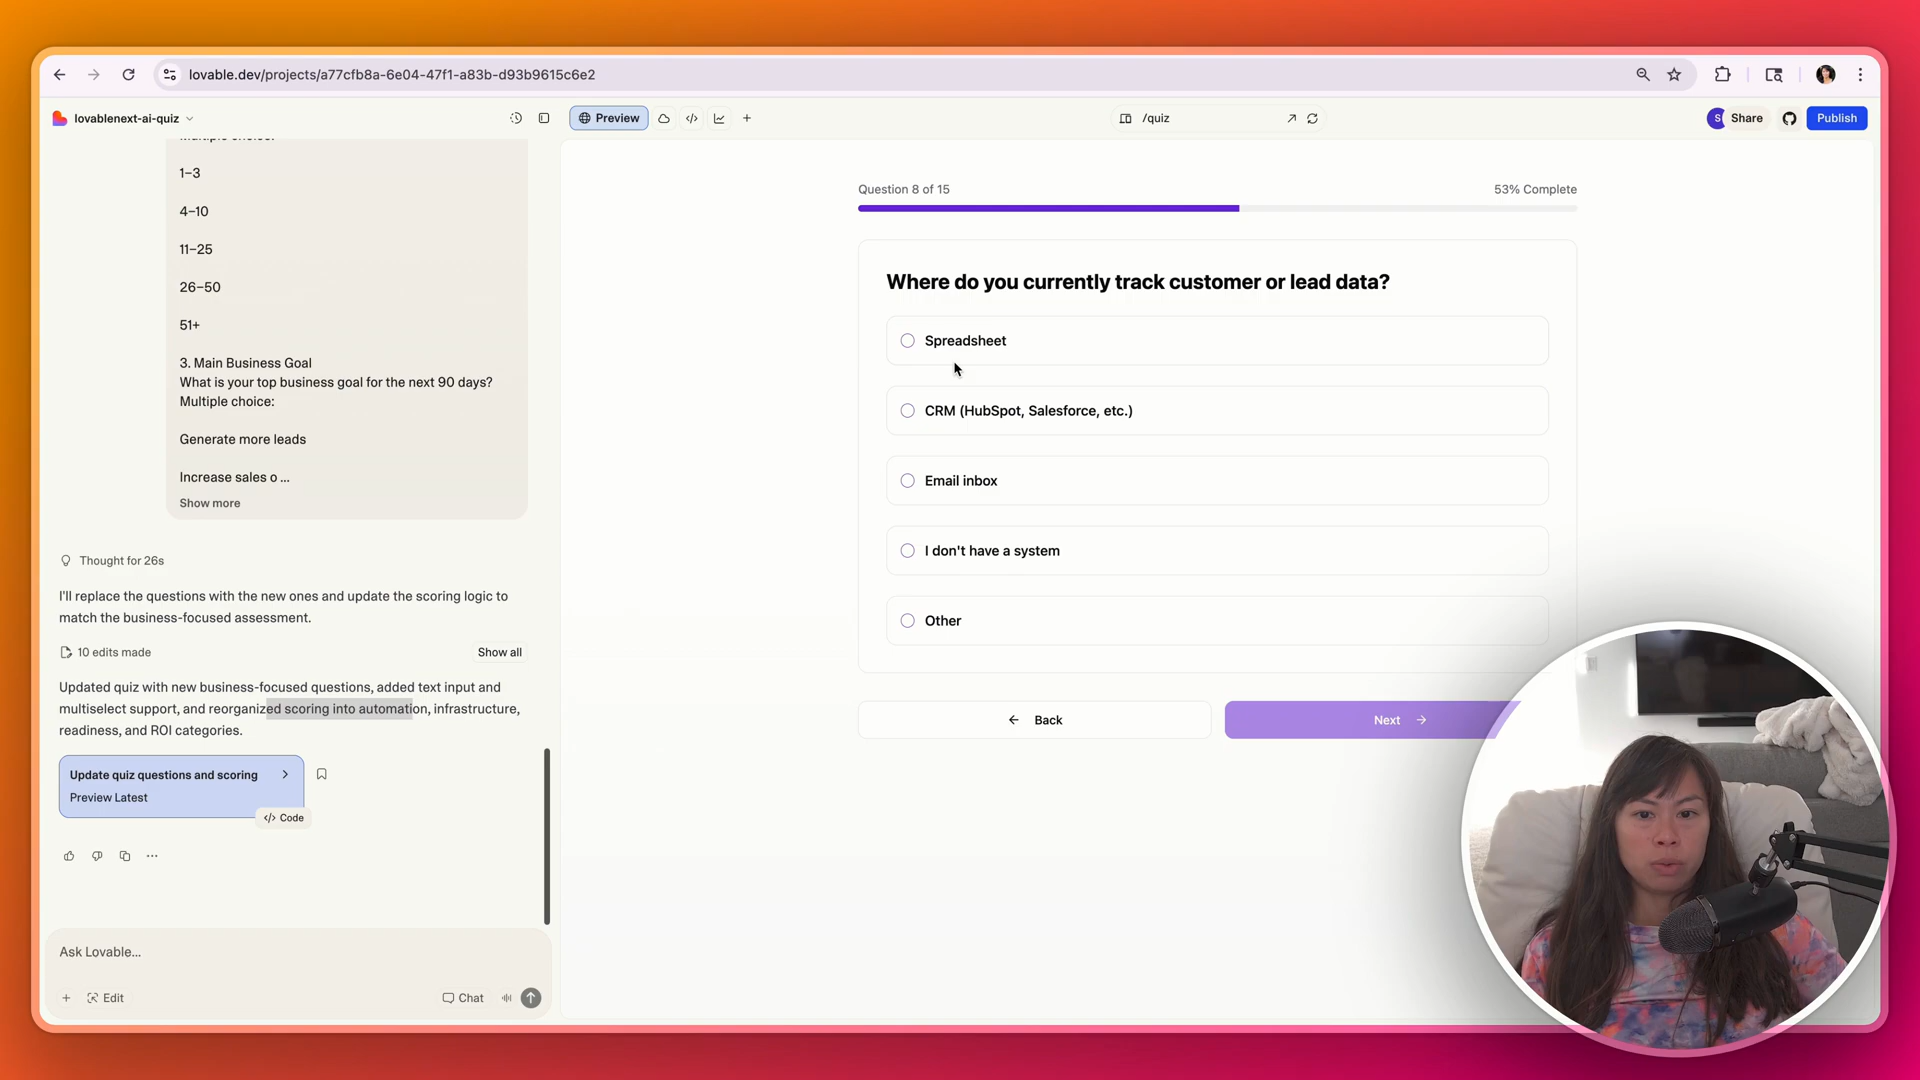 lovable.dev/projects/a77cfb8a-6e04-47f1-a83b-d93b9615c6e2
lovablenext-ai-quiz
Preview
/quiz
S
Share
Publish
1–3
4–10
11–25
26–50
51+
3. Main Business Goal
What is your top business goal for the next 90 days?
Multiple choice:
Generate more leads
Increase sales o ...
Show more
Thought for 26s
I'll replace the questions with the new ones and update the scoring logic to
match the business-focused assessment.
10 edits made
Show all
Updated quiz with new business-focused questions, added text input and
multiselect support, and reorganized scoring into automation, infrastructure,
readiness, and ROI categories.
Update quiz questions and scoring
Preview Latest
</> Code
Ask Lovable...
Edit
Chat
Question 8 of 15
53% Complete
Where do you currently track customer or lead data?
Spreadsheet
CRM (HubSpot, Salesforce, etc.)
Email inbox
I don't have a system
Other
Back
Next